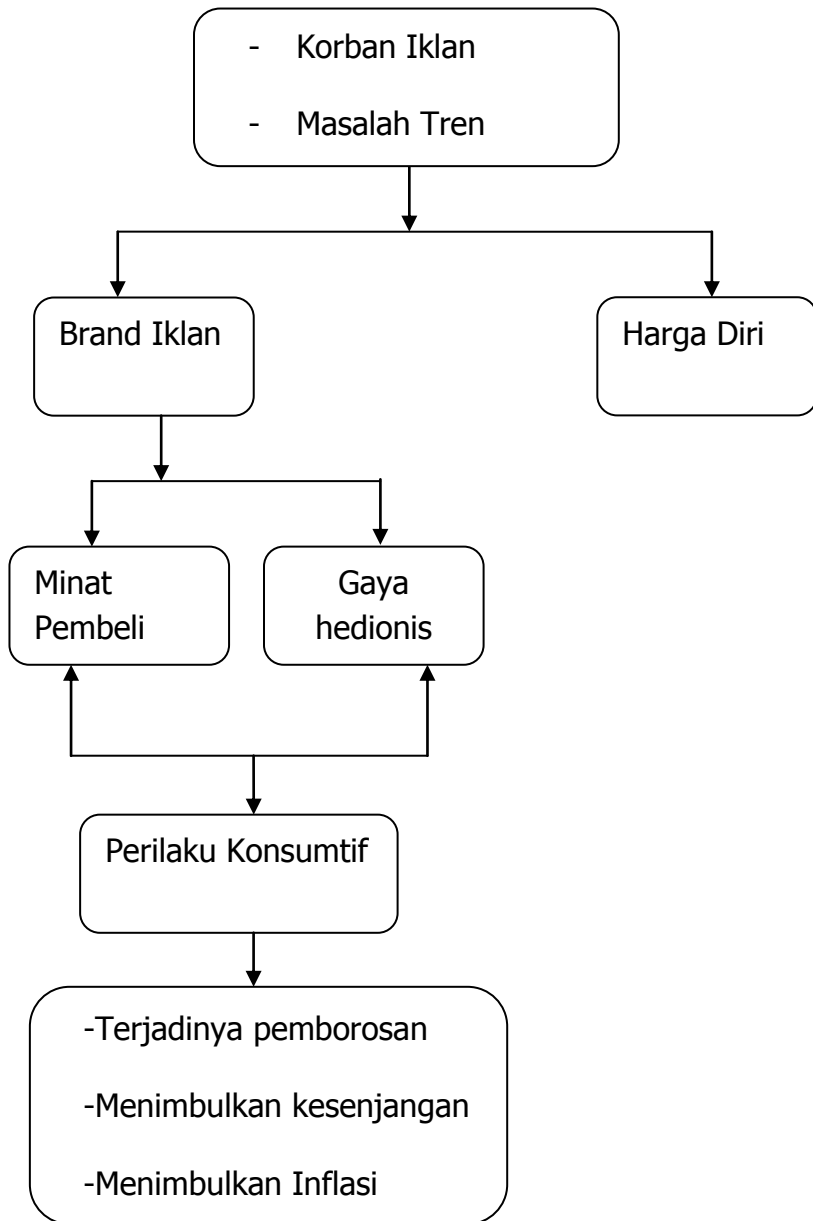 - Korban Iklan
- Masalah Tren
Brand Iklan
Harga Diri
Minat
Pembeli
Gaya
hedionis
Perilaku Konsumtif
-Terjadinya pemborosan
-Menimbulkan kesenjangan
-Menimbulkan Inflasi